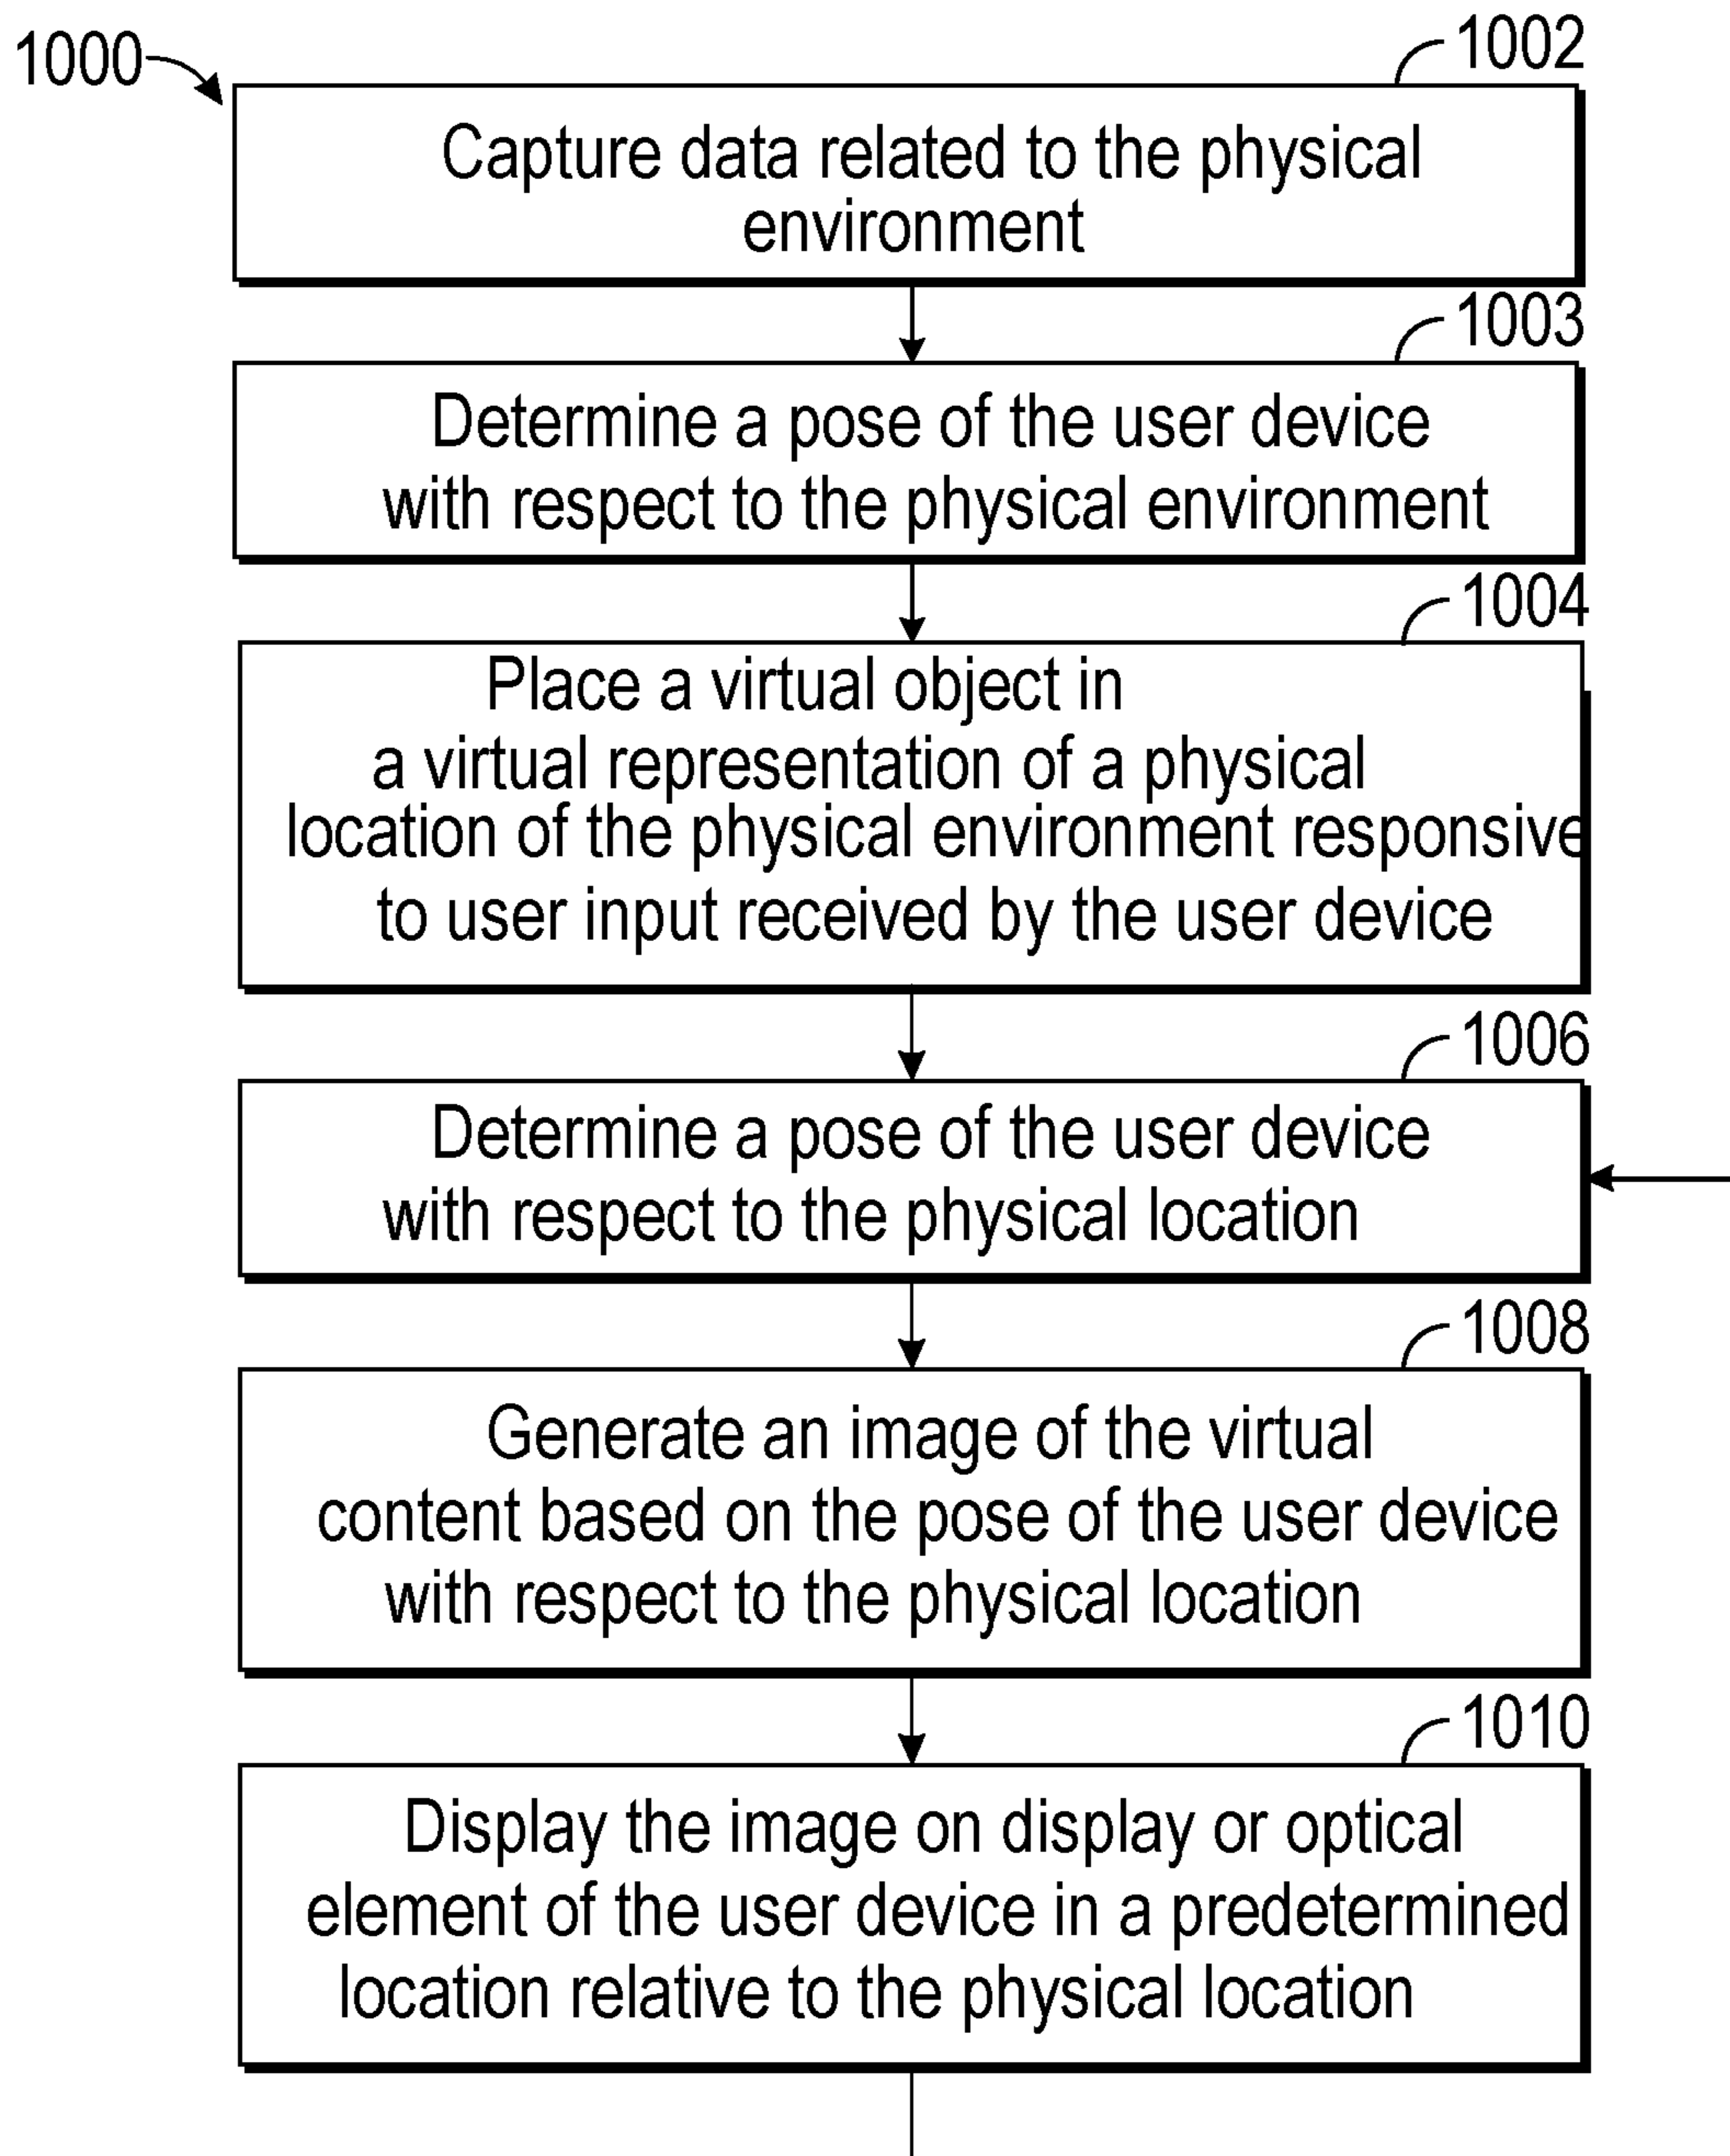 1000
1002
Capture data related to the physical
environment
1003
Determine a pose of the user device
with respect to the physical environment
1004
Place a virtual object in
a virtual representation of a physical
location of the physical environment responsive
to user input received by the user device
1006
Determine a pose of the user device
with respect to the physical location
1008
Generate an image of the virtual
content based on the pose of the user device
with respect to the physical location
1010
Display the image on display or optical
element of the user device in a predetermined
location relative to the physical location